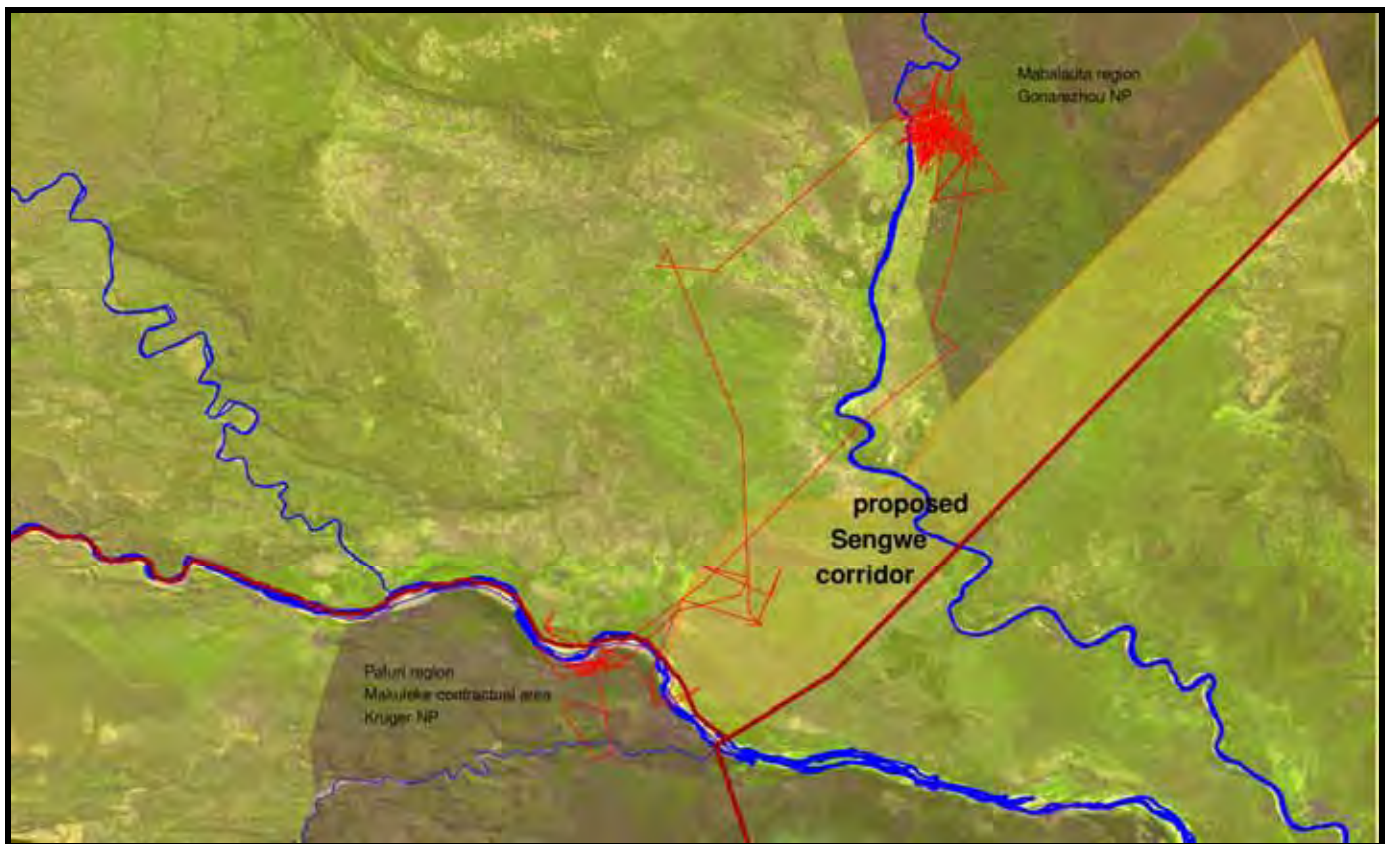 Mabalauta region
Gonarezhou NP
proposed
Sengwe
corridor
Pafuri region
Makuleke contractual area
Kruger NP